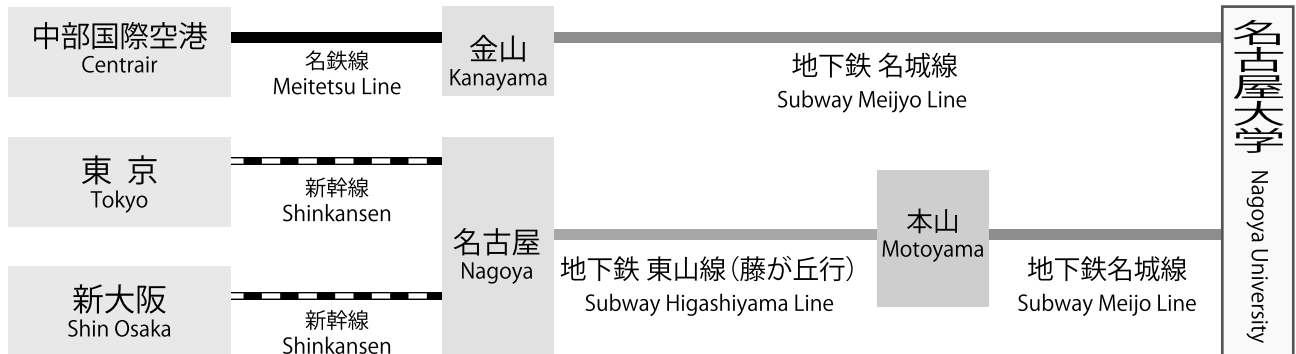 中部国際空港
Centrair
名鉄線
Meitetsu Line
金山
Kanayama
地下鉄 名城線
Subway Meijyo Line
東 京
Tokyo
新幹線
Shinkansen
新大阪
Shin Osaka
新幹線
Shinkansen
名古屋
Nagoya
地下鉄 東山線（藤が丘行）
Subway Higashiyama Line
本山
Motoyama
地下鉄名城線
Subway Meijo Line
名古屋大学 Nagoya University